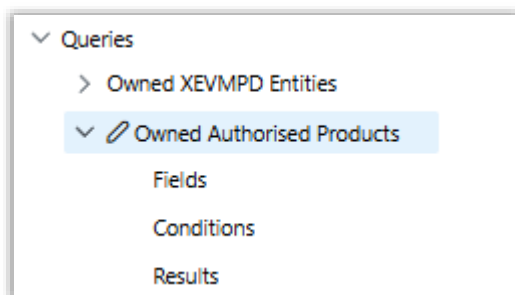 Queries
Owned XEVMPD Entities
Owned Authorised Products
Fields
Conditions
Results